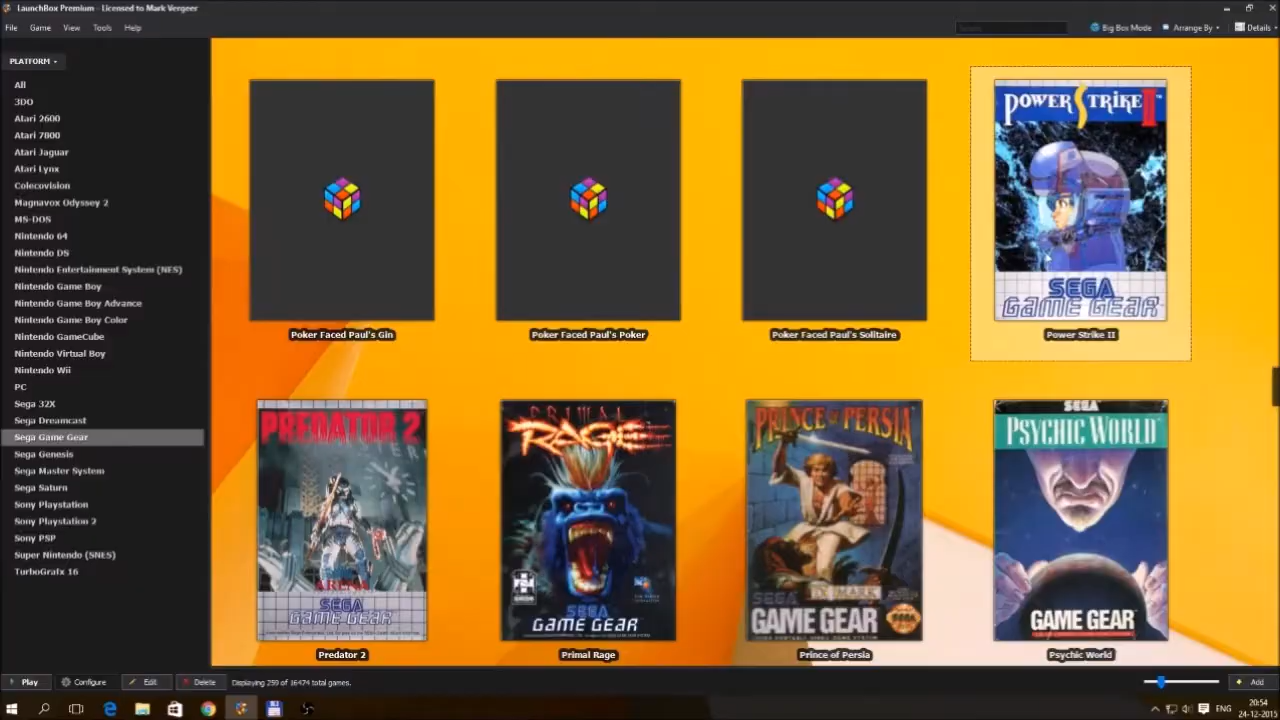 LaunchBox Premium - Licensed to Mark Vergeer
File Game View Tools Help
Big Box Mode Arrange By Details
PLATFORM
All
3DO
Atari 2600
Atari 7800
Atari Jaguar
Atari Lynx
Colecovision
Magnavox Odyssey 2
MS-DOS
Nintendo 64
Nintendo DS
Nintendo Entertainment System (NES)
Nintendo Game Boy
Nintendo Game Boy Advance
Nintendo Game Boy Color
Nintendo GameCube
Nintendo Virtual Boy
Nintendo Wii
PC
Sega 32X
Sega Dreamcast
Sega Game Gear
Sega Genesis
Sega Master System
Sega Saturn
Sony Playstation
Sony Playstation 2
Sony PSP
Super Nintendo (SNES)
TurboGrafx 16
POWER STRIKE II
SEGA
GAME GEAR
Poker Faced Paul's Gin
Poker Faced Paul's Poker
Poker Faced Paul's Solitaire
Power Strike II
PREDATOR 2
SEGA
GAME GEAR
PRIMAL
RAGE
SEGA
GAME GEAR
PRINCE OF PERSIA
SEGA
GAME GEAR
SEGA
PSYCHIC WORLD
GAME GEAR
Predator 2
Primal Rage
Prince of Persia
Psychic World
Play Configure Edit Delete Displaying 259 of 16474 total games. Add
ENG
20:54
24-12-2015